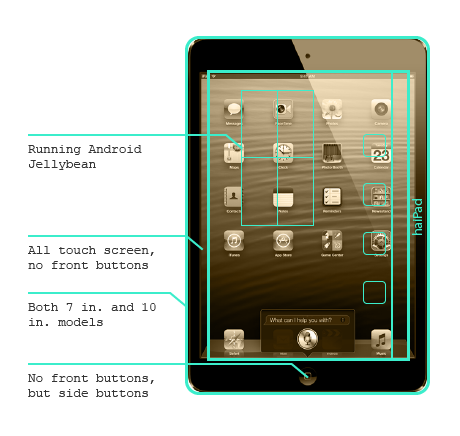 Messages
FaceTime
Photos
Camera
Running Android
Jellybean
Maps
Clock
Photo Booth
23
Calendar
Contacts
Notes
Reminders
Newsstand
halPad
All touch screen,
no front buttons
iTunes
App Store
Game Center
Settings
Both 7 in. and 10
in. models
What can I help you with?
Safari
Mail
Music
No front buttons,
but side buttons